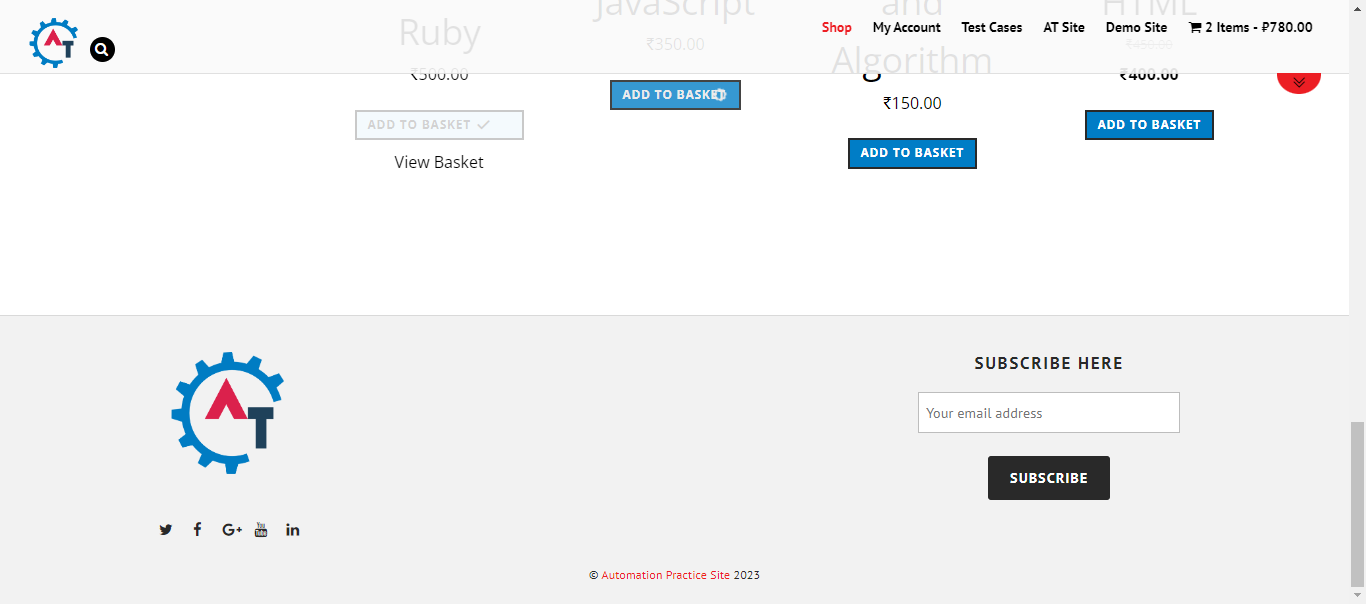 Shop My Account Test Cases AT Site Demo Site 2 Items - ₽780.00
Ruby
₹500.00
ADD TO BASKET
View Basket
JavaScript
₹350.00
ADD TO BASKET
and
Algorithm
₹150.00
ADD TO BASKET
HTML
₹450.00
₹400.00
ADD TO BASKET
AT
SUBSCRIBE HERE
Your email address
SUBSCRIBE
© Automation Practice Site 2023